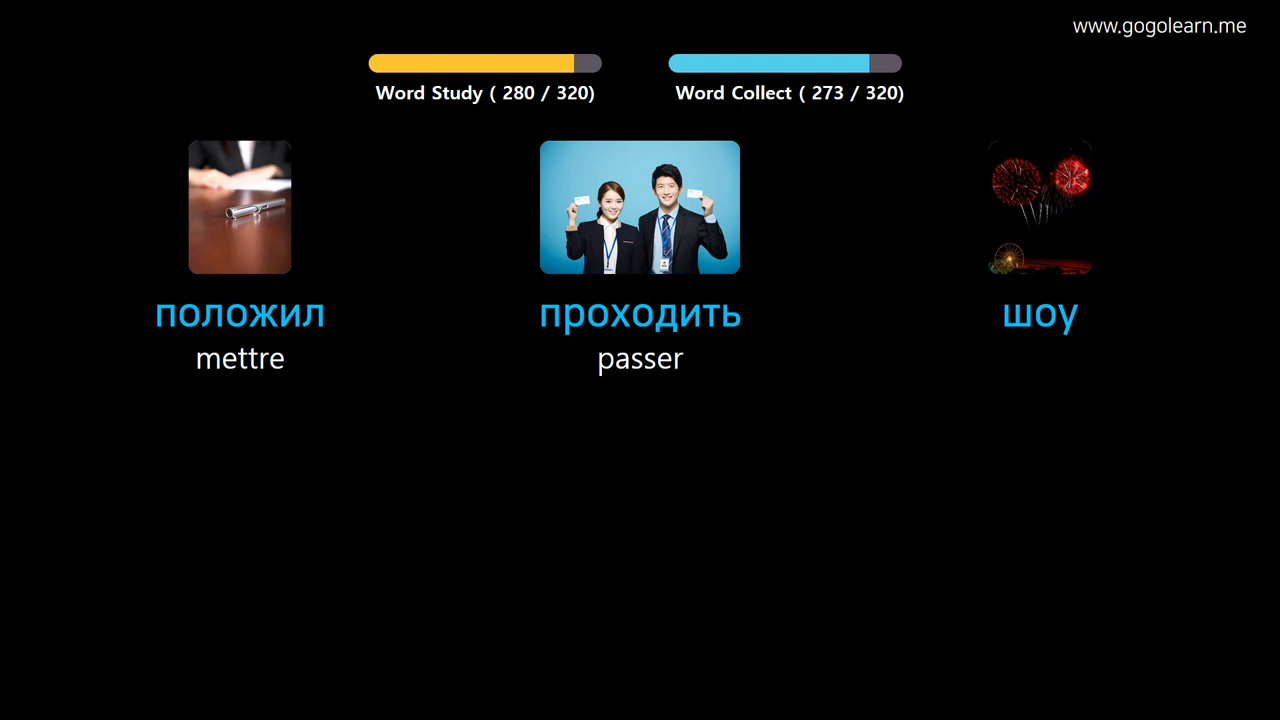 www.gogolearn.me
Word Study ( 280 / 320)
Word Collect ( 273 / 320)
положил
mettre
проходить
passer
шоу